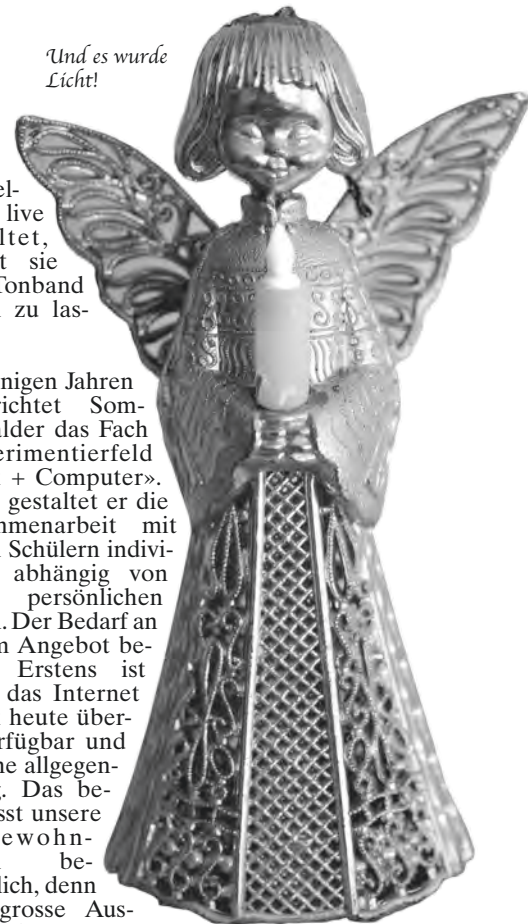 Und es wurde
Licht!
el-
live
ltet,
t sie
Tonband
zu las-
nigen Jahren
richtet Som-
lder das Fach
erimentierfeld
+ Computer».
gestaltet er die
mmenarbeit mit
Schülern indivi-
abhängig von
persönlichen
. Der Bedarf an
m Angebot be-
Erstens ist
das Internet
heute über-
rfügbar und
ne allgegen-
g. Das be-
sst unsere
ewohn-
be-
lich, denn
grosse Aus-